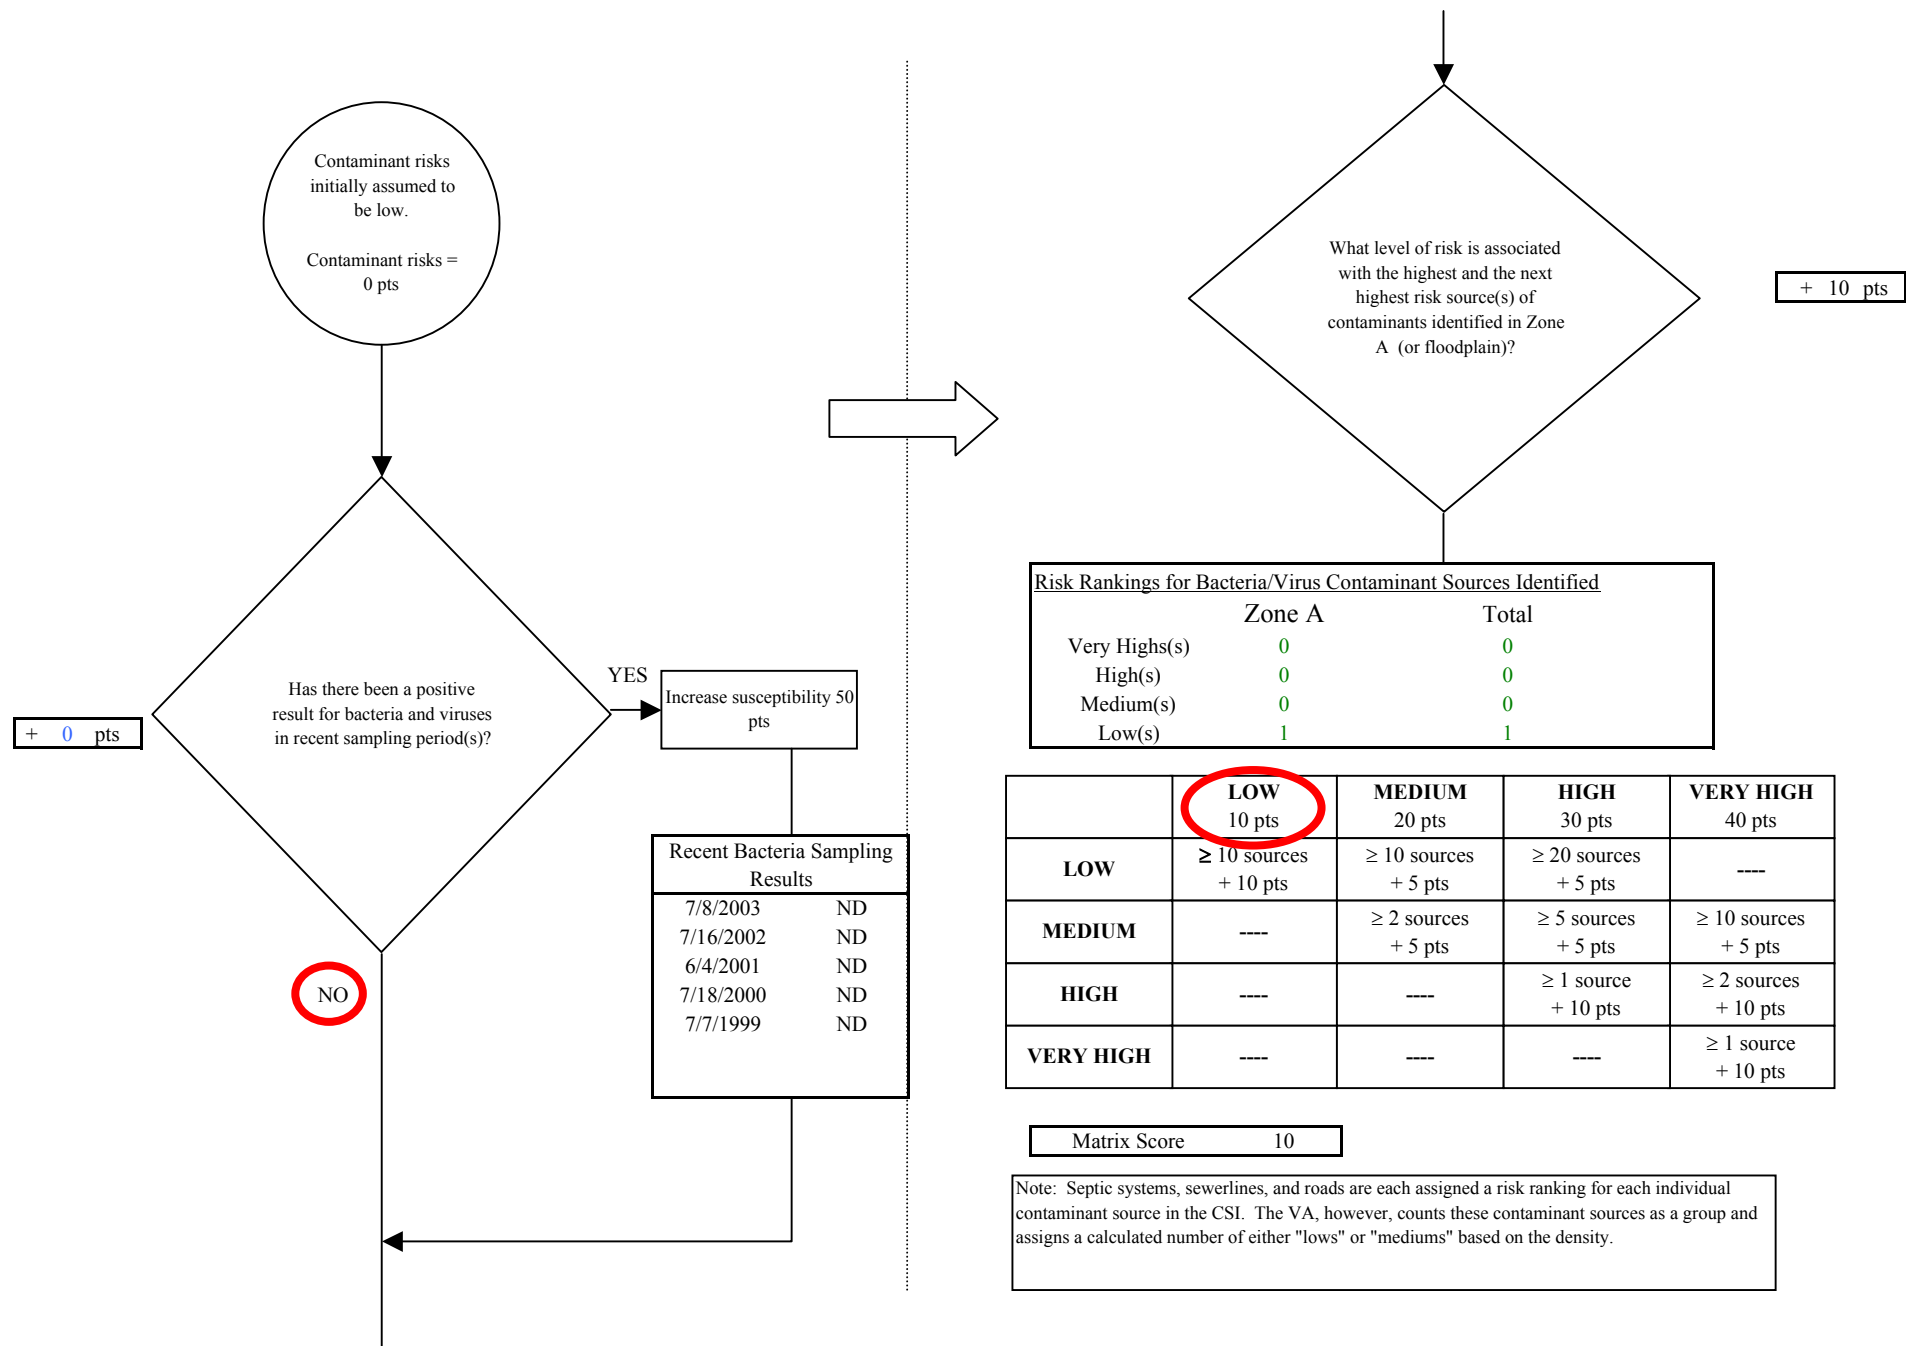 Contaminant risks
initially assumed to
be low.
Contaminant risks =
0 pts
Has there been a positive
result for bacteria and viruses
in recent sampling period(s)?
+ 0 pts
YES
Increase susceptibility 50
pts
Recent Bacteria Sampling
Results
7/8/2003 ND
7/16/2002 ND
6/4/2001 ND
7/18/2000 ND
7/7/1999 ND
NO
What level of risk is associated
with the highest and the next
highest risk source(s) of
contaminants identified in Zone
A (or floodplain)?
+ 10 pts
Risk Rankings for Bacteria/Virus Contaminant Sources Identified
Zone A Total
Very Highs(s) 0 0
High(s) 0 0
Medium(s) 0 0
Low(s) 1 1
LOW MEDIUM HIGH VERY HIGH
10 pts 20 pts 30 pts 40 pts
LOW ≥ 10 sources ≥ 10 sources ≥ 20 sources ----
+ 10 pts + 5 pts + 5 pts
MEDIUM ---- ≥ 2 sources ≥ 5 sources ≥ 10 sources
+ 5 pts + 5 pts + 5 pts
HIGH ---- ---- ≥ 1 source ≥ 2 sources
+ 10 pts + 10 pts
VERY HIGH ---- ---- ---- ≥ 1 source
+ 10 pts
Matrix Score 10
Note: Septic systems, sewerlines, and roads are each assigned a risk ranking for each individual
contaminant source in the CSI. The VA, however, counts these contaminant sources as a group and
assigns a calculated number of either "lows" or "mediums" based on the density.